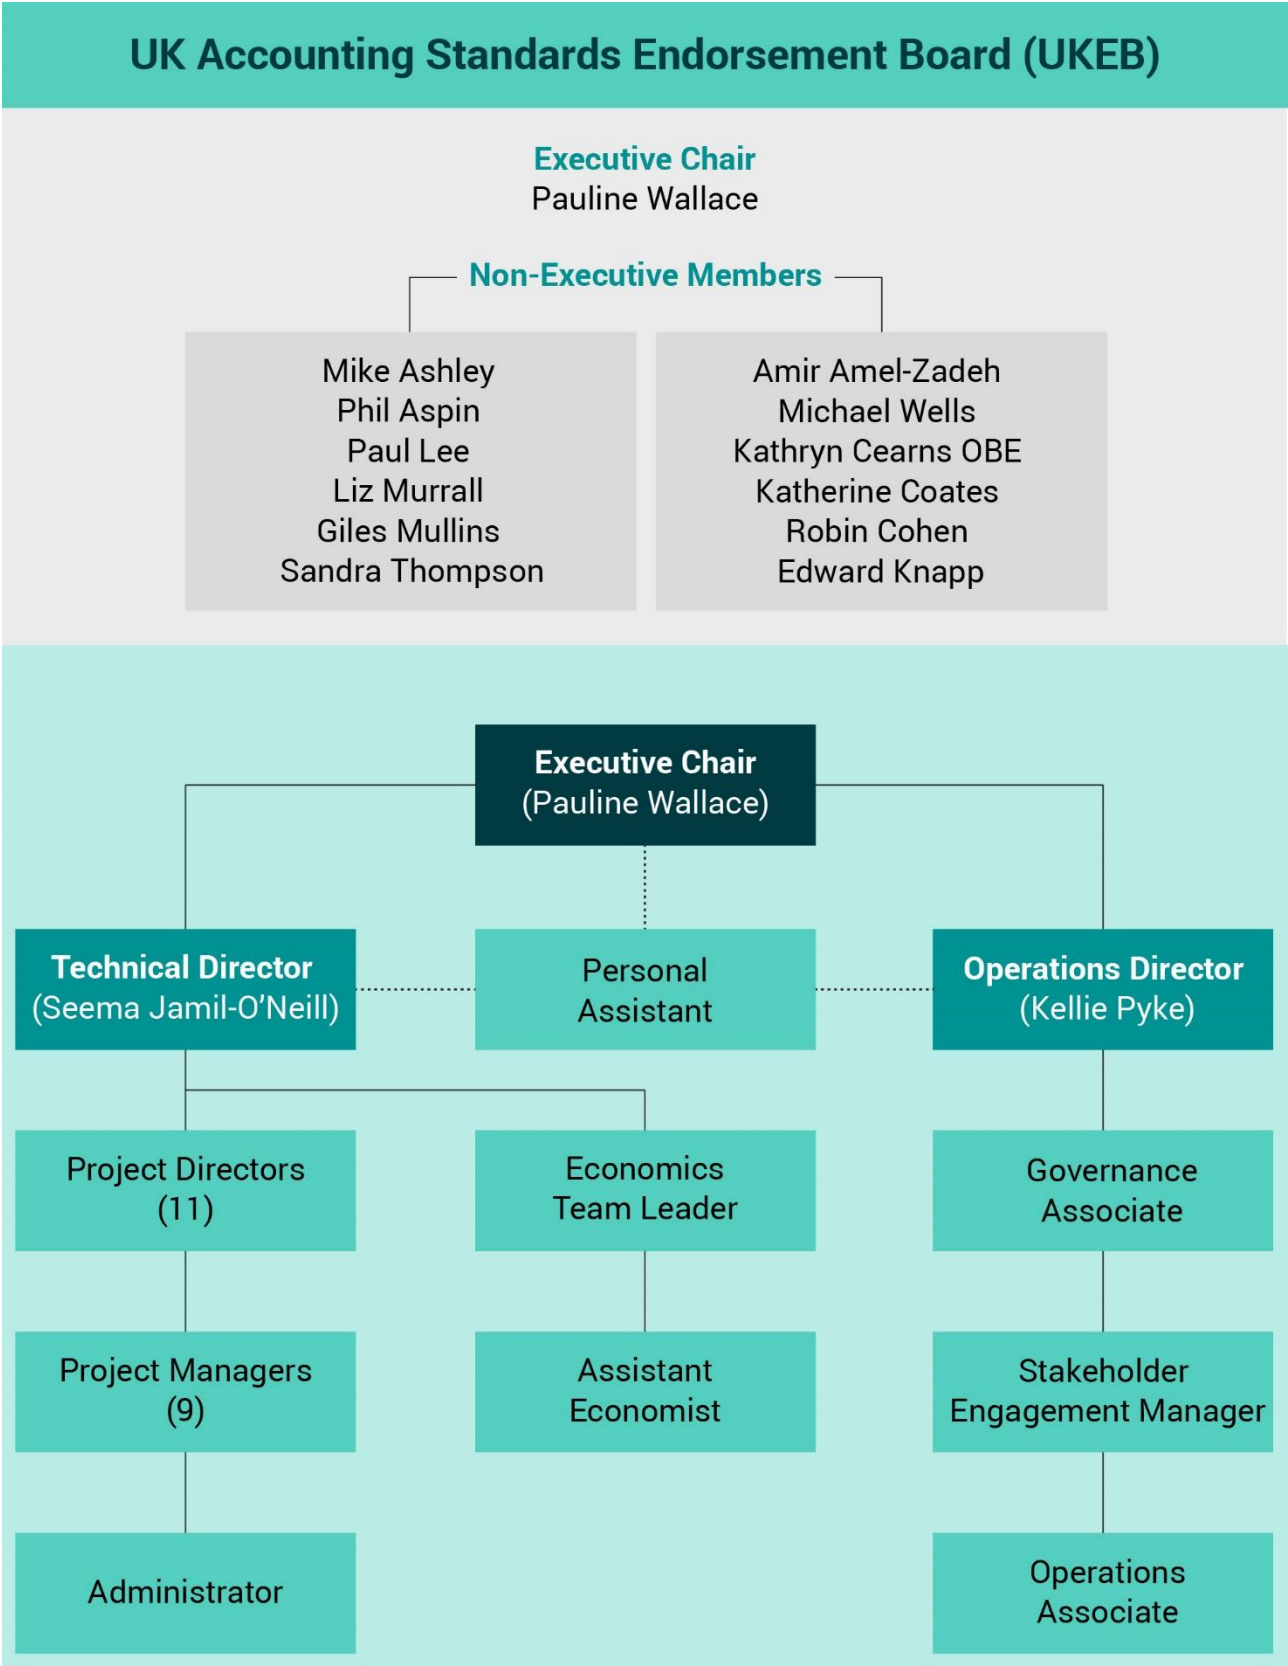 UK Accounting Standards Endorsement Board (UKEB)
Executive Chair
Pauline Wallace
Non-Executive Members
Mike Ashley
Phil Aspin
Paul Lee
Liz Murrall
Giles Mullins
Sandra Thompson
Amir Amel-Zadeh
Michael Wells
Kathryn Cearns OBE
Katherine Coates
Robin Cohen
Edward Knapp
Executive Chair
(Pauline Wallace)
Technical Director
(Seema Jamil-O’Neill)
Personal
Assistant
Operations Director
(Kellie Pyke)
Project Directors
(11)
Economics
Team Leader
Governance
Associate
Project Managers
(9)
Assistant
Economist
Stakeholder
Engagement Manager
Administrator
Operations
Associate